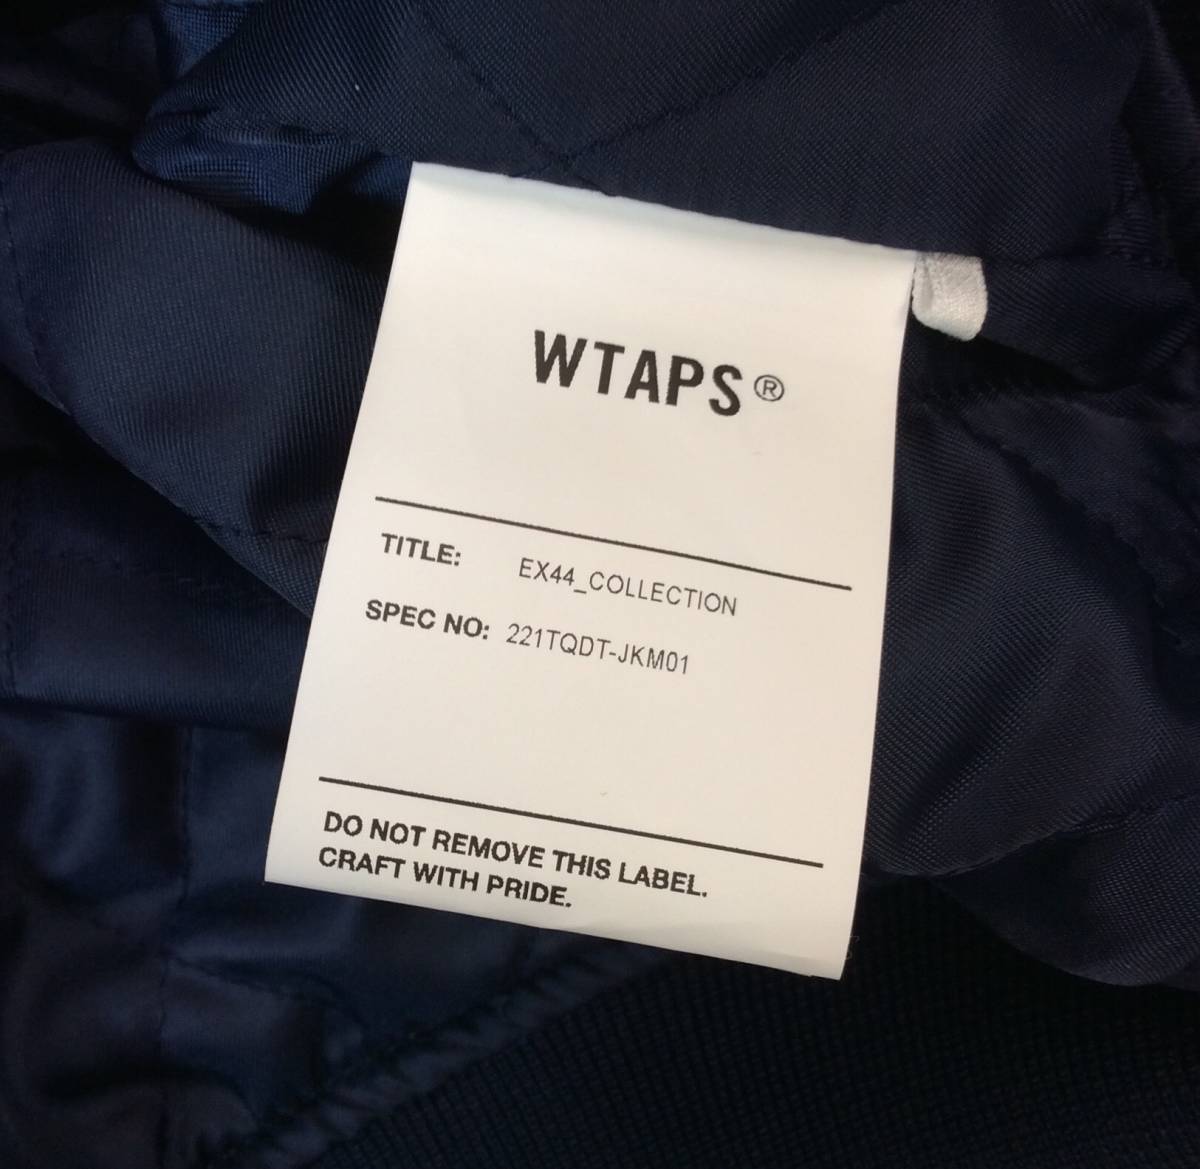 WTAPS®
TITLE: EX44_COLLECTION
SPEC NO: 221TQDT-JKM01
DO NOT REMOVE THIS LABEL.
CRAFT WITH PRIDE.